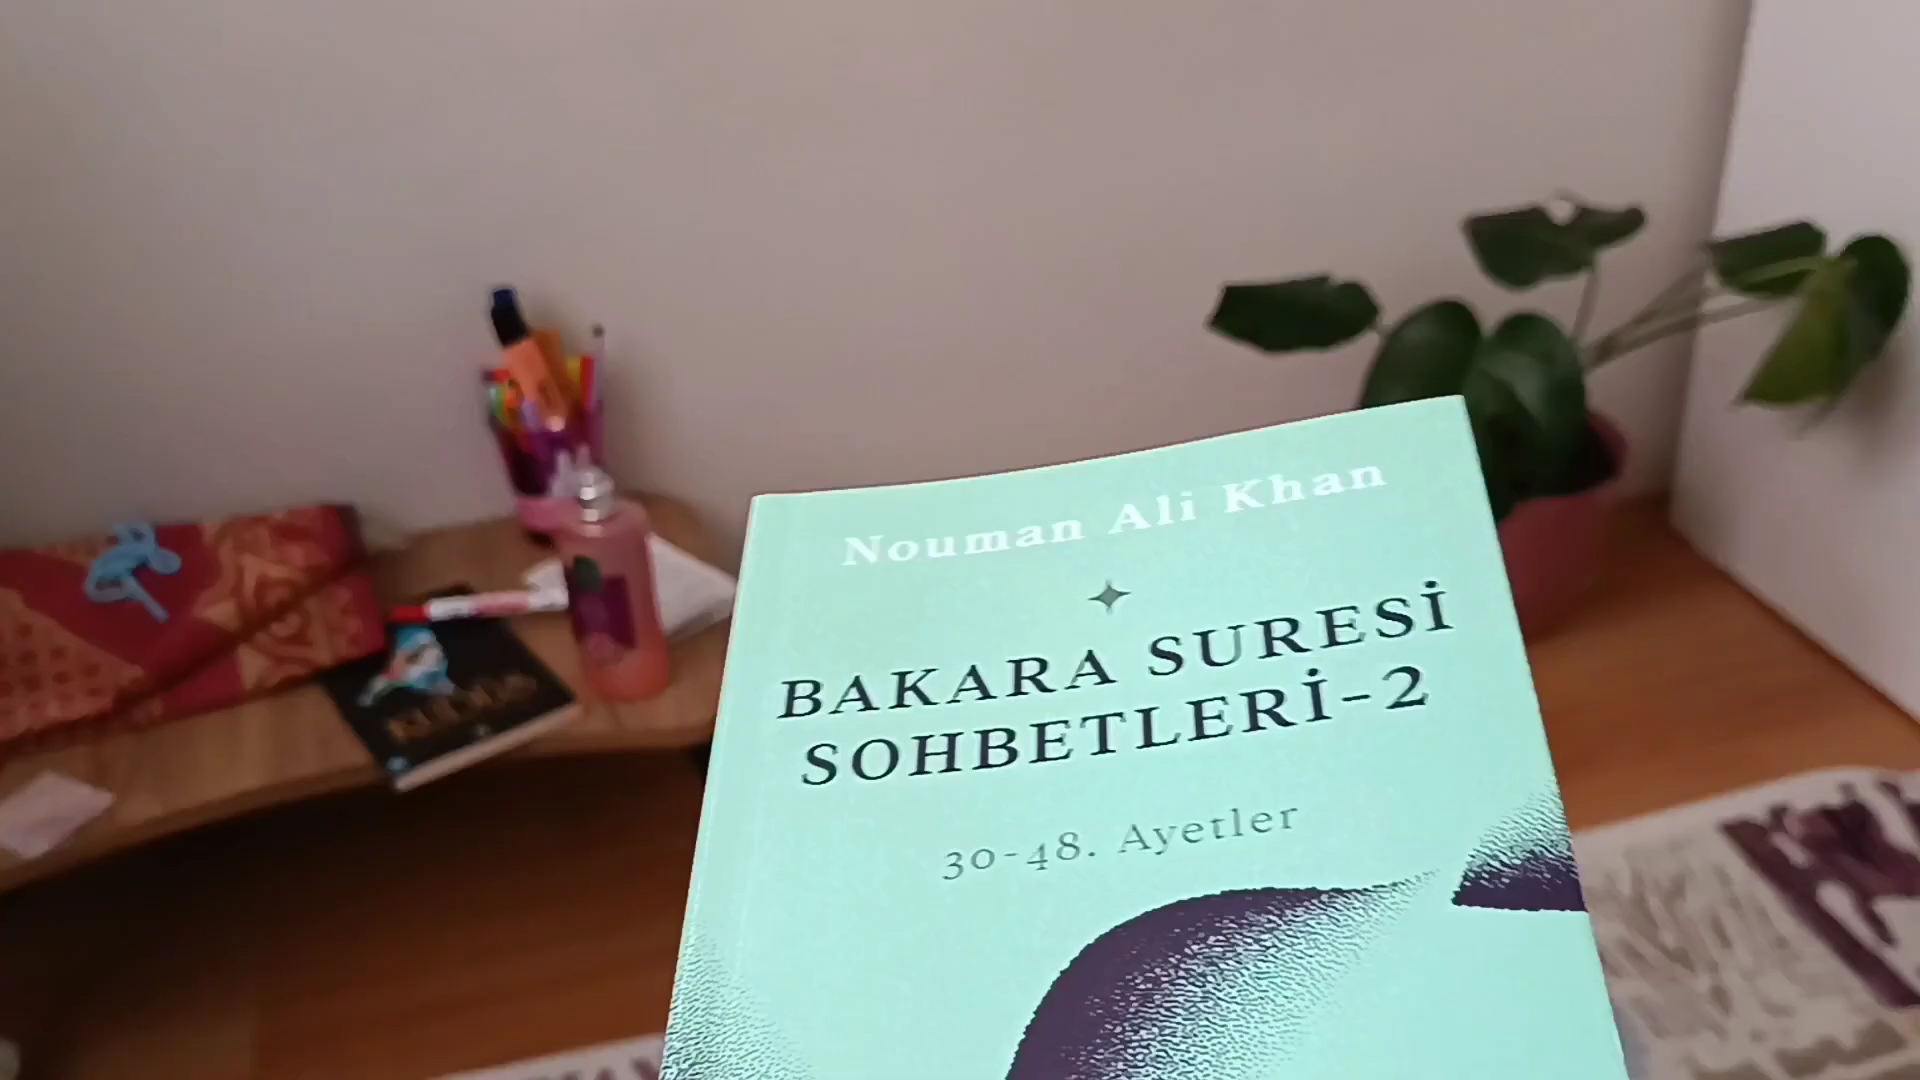 Nouman Ali Khan
BAKARA SURESİ
SOHBETLERİ-2
30-48. Ayetler